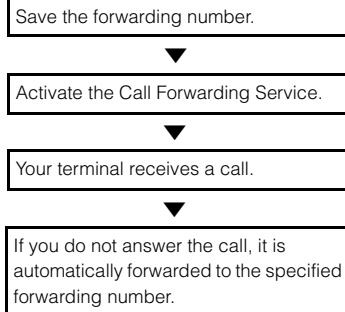 Save the forwarding number.
Activate the Call Forwarding Service.
Your terminal receives a call.
If you do not answer the call, it is
automatically forwarded to the specified
forwarding number.